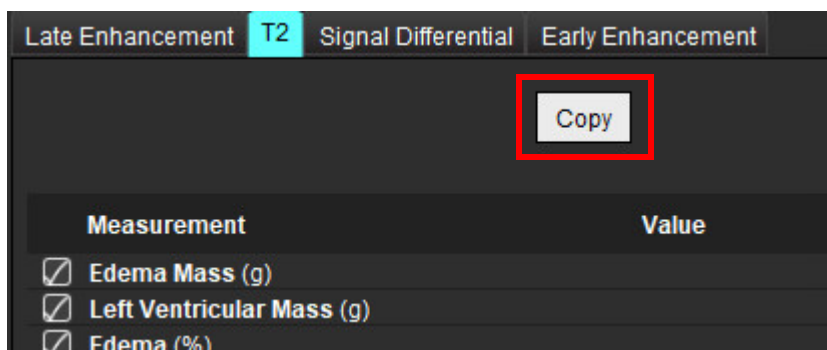 Late Enhancement T2 Signal Differential Early Enhancement
Copy
Measurement Value
Edema Mass (g)
Left Ventricular Mass (g)
Edema (%)